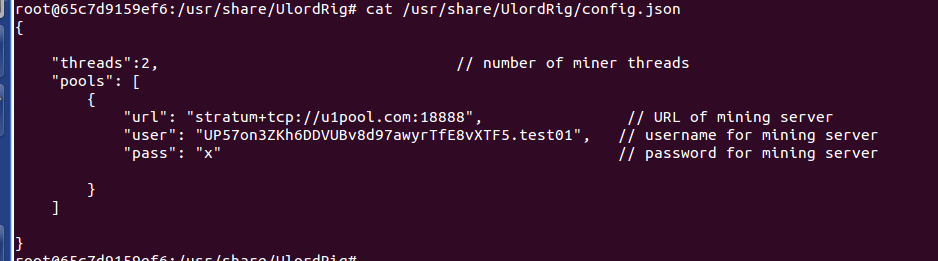 root@65c7d9159ef6:/usr/share/UlordRig# cat /usr/share/UlordRig/config.json
{
"threads":2, // number of miner threads
"pools": [
{
"url": "stratum+tcp://u1pool.com:18888", // URL of mining server
"user": "UP57on3ZKh6DDVUBv8d97awyrTfE8vXTF5.test01", // username for mining server
"pass": "x" // password for mining server
}
]
}
root@65c7d9159ef6:/usr/share/UlordRig#